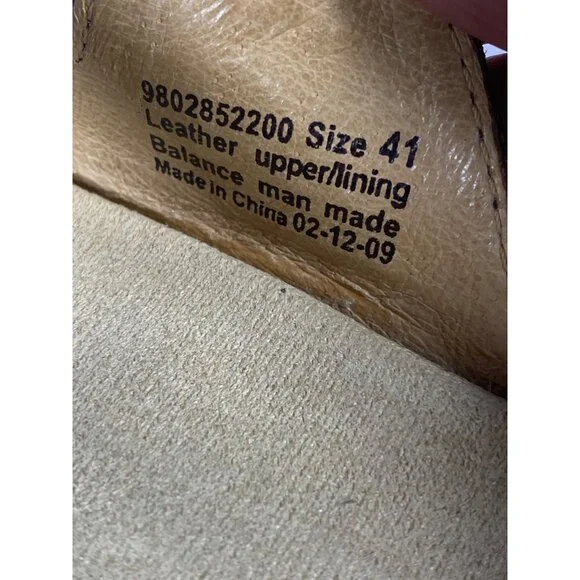 9802852200 Size 41
Leather upper/lining
Balance man made
Made in China 02-12-09